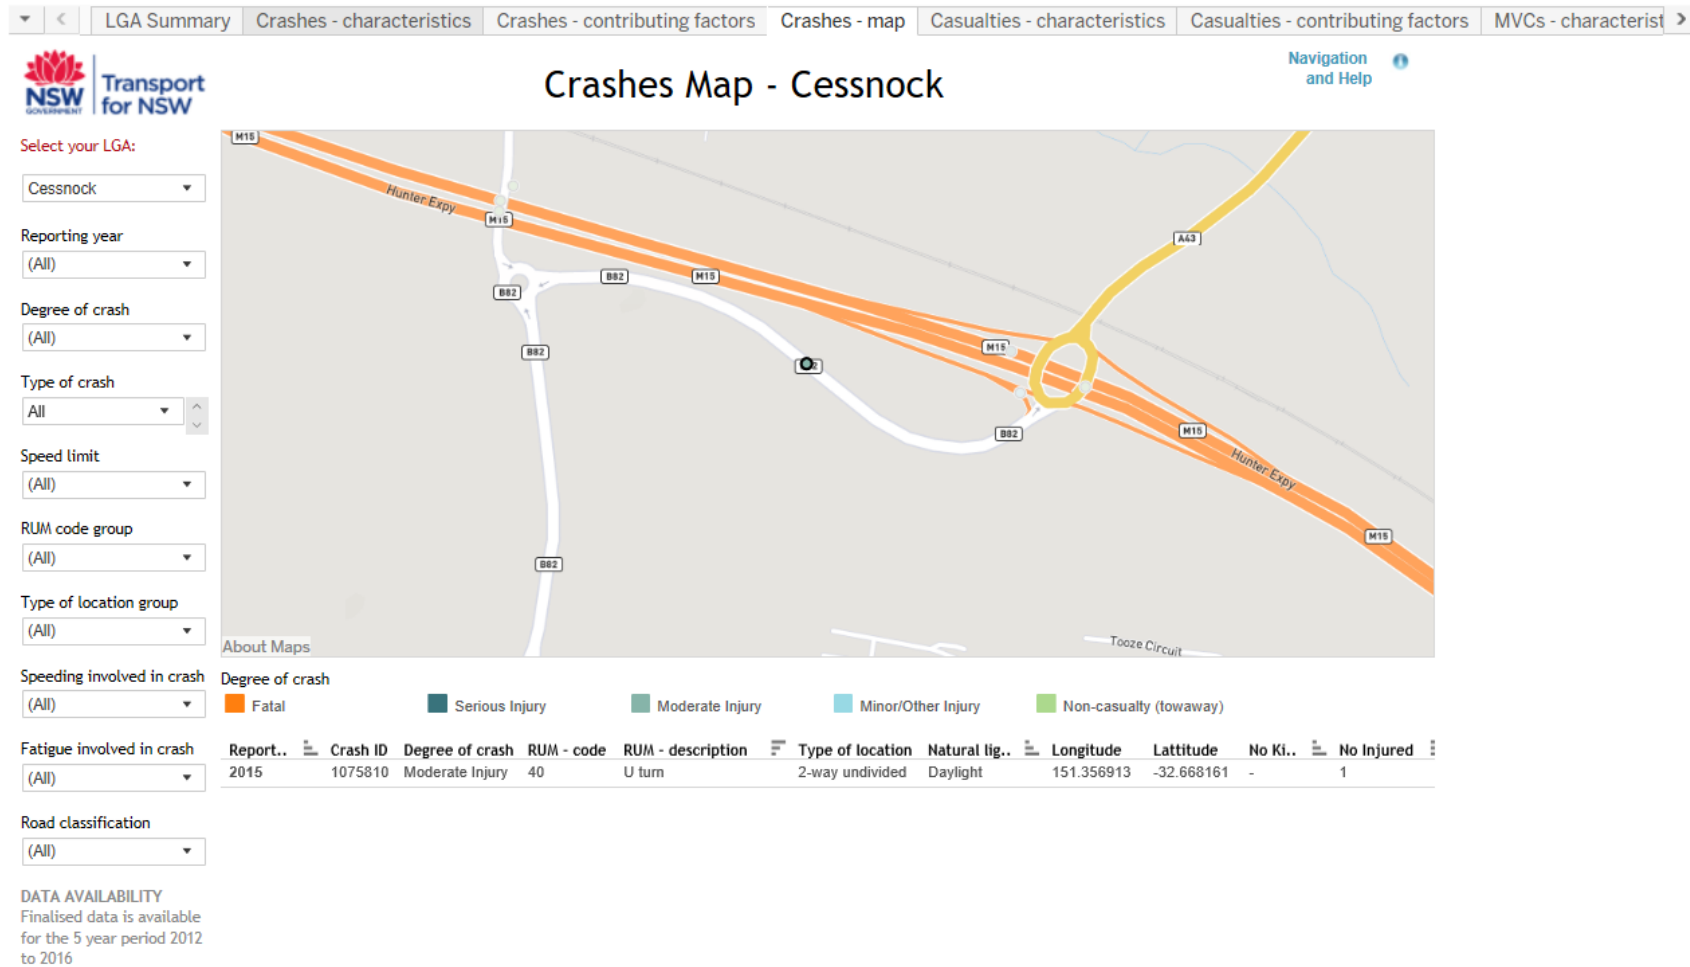 LGA Summary Crashes - characteristics Crashes - contributing factors Crashes - map Casualties - characteristics Casualties - contributing factors MVCs - characterist
NSW
GOVERNMENT
Transport
for NSW
Crashes Map - Cessnock
Navigation
and Help
Select your LGA:
Cessnock
Reporting year
(All)
Degree of crash
(All)
Type of crash
All
Speed limit
(All)
RUM code group
(All)
Type of location group
(All)
Speeding involved in crash
(All)
Fatigue involved in crash
(All)
Road classification
(All)
DATA AVAILABILITY
Finalised data is available
for the 5 year period 2012
to 2016
M15
Hunter Expy
M15
A43
B82
M15
B82
M15
B82
B82
M15
Hunter Expy
M15
B82
Tooze Circuit
About Maps
Degree of crash
Fatal Serious Injury Moderate Injury Minor/Other Injury Non-casualty (towaway)
Report.. Crash ID Degree of crash RUM - code RUM - description Type of location Natural lig.. Longitude Lattitude No Ki.. No Injured
2015 1075810 Moderate Injury 40 U turn 2-way undivided Daylight 151.356913 -32.668161 - 1